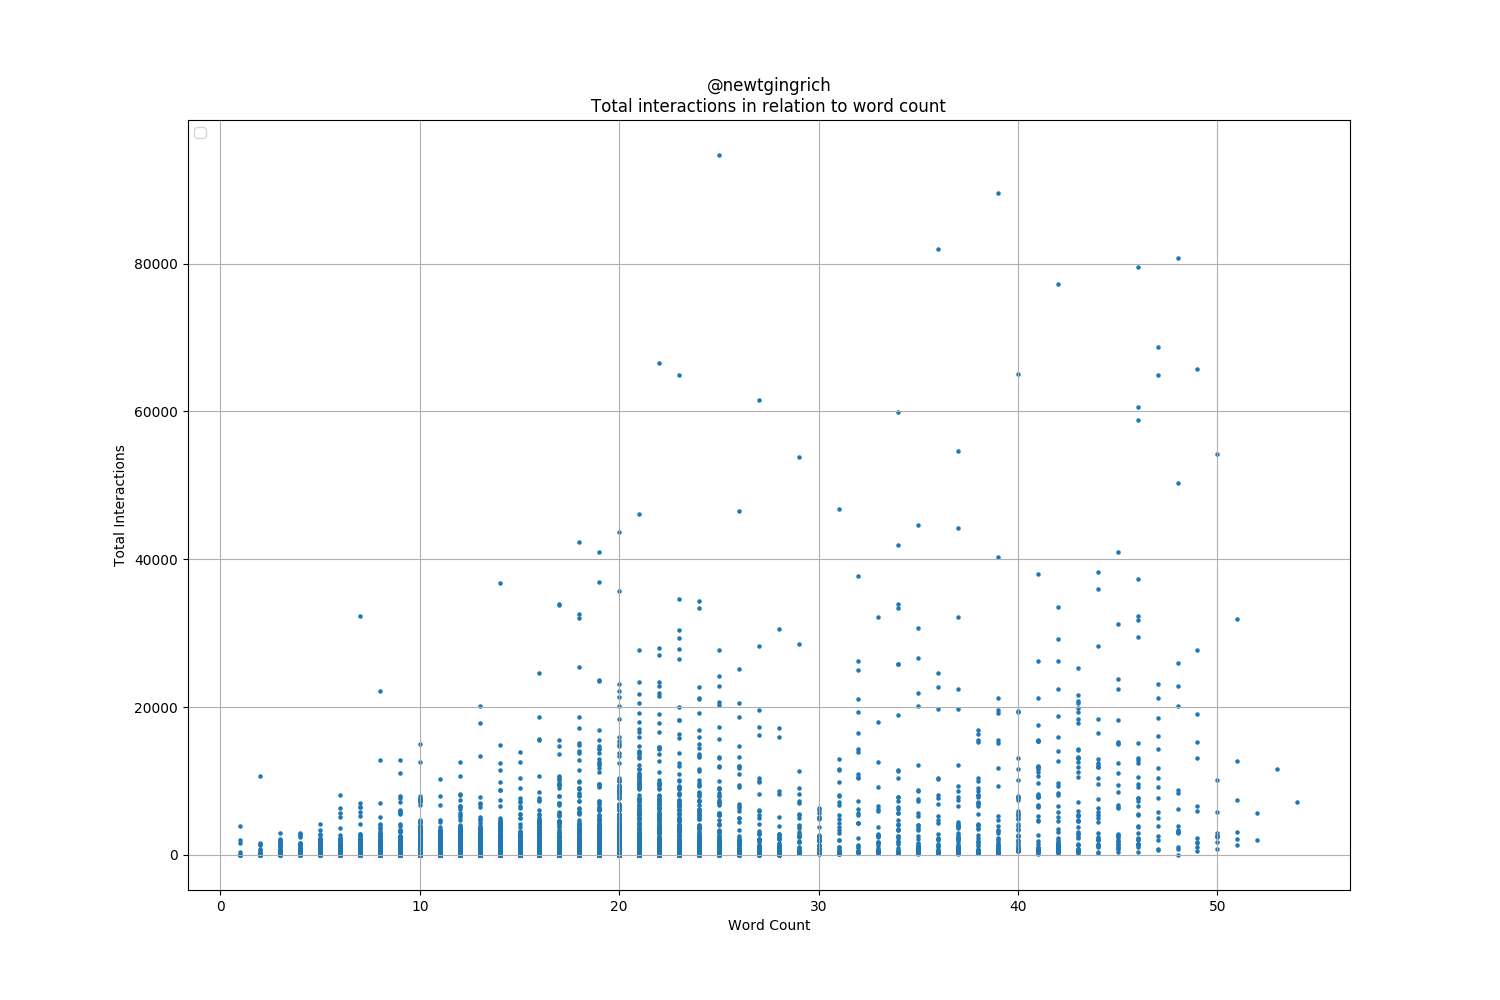 @newtgingrich
Total interactions in relation to word count
80000
60000
40000
20000
0
Total Interactions
0 10 20 30 40 50
Word Count